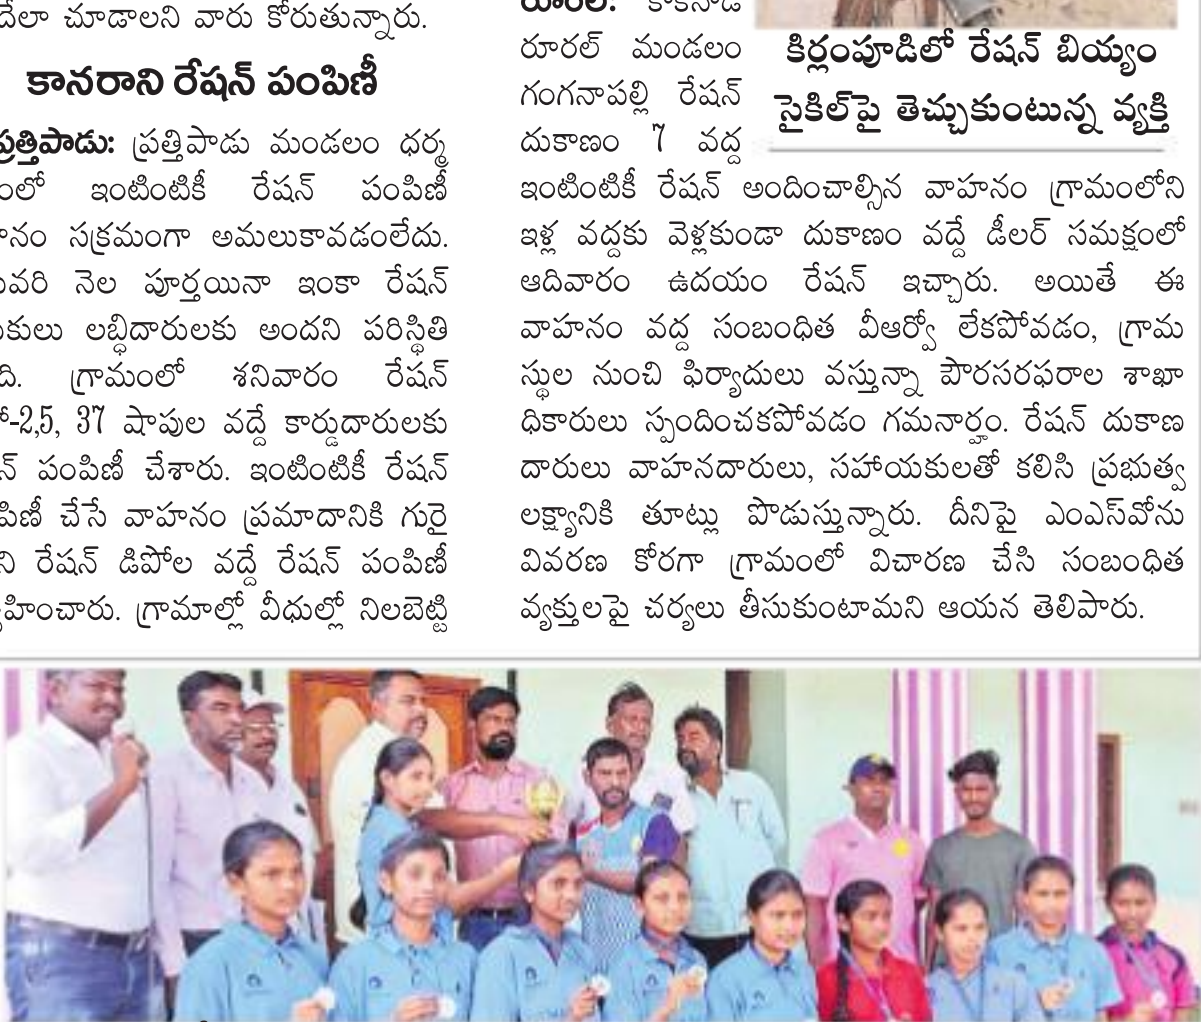 చూడాలని వారు కోరుతున్నారు.
కానరాని రేషన్ పంపిణీ
ప్రత్తిపాడు: ప్రత్తిపాడు మండలం ధర్మ
ఇంటింటికీ రేషన్ పంపిణీ
సక్రమంగా అమలుకావడంలేదు.
నెల పూర్తయినా ఇంకా రేషన్
లబ్ధిదారులకు అందని పరిస్థితి
గ్రామంలో శనివారం రేషన్
-2,5, 37 షాపుల వద్దే కార్డుదారులకు
పంపిణీ చేశారు. ఇంటింటికీ రేషన్
చేసే వాహనం ప్రమాదానికి గురై
రేషన్ డిపోల వద్దే రేషన్ పంపిణీ
గ్రామాల్లో వీధుల్లో నిలబెట్టి
రూరల్: కాకినాడ
రూరల్ మండలం
గంగనాపల్లి రేషన్
దుకాణం 7 వద్ద
ఇంటింటికీ రేషన్ అందించాల్సిన వాహనం గ్రామంలోని
ఇళ్ల వద్దకు వెళ్లకుండా దుకాణం వద్దే డీలర్ సమక్షంలో
ఆదివారం ఉదయం రేషన్ ఇచ్చారు. అయితే ఈ
వాహనం వద్ద సంబంధిత వీఆర్వో లేకపోవడం, గ్రామ
స్థుల నుంచి ఫిర్యాదులు వస్తున్నా పౌరసరఫరాల శాఖా
ధికారులు స్పందించకపోవడం గమనార్హం. రేషన్ దుకాణ
దారులు వాహనదారులు, సహాయకులతో కలిసి ప్రభుత్వ
లక్ష్యానికి తూట్లు పొడుస్తున్నారు. దీనిపై ఎంఎస్‌వోను
వివరణ కోరగా గ్రామంలో విచారణ చేసి సంబంధిత
వ్యక్తులపై చర్యలు తీసుకుంటామని ఆయన తెలిపారు.
కిర్లంపూడిలో రేషన్ బియ్యం
సైకిల్‌పై తెచ్చుకుంటున్న వ్యక్తి